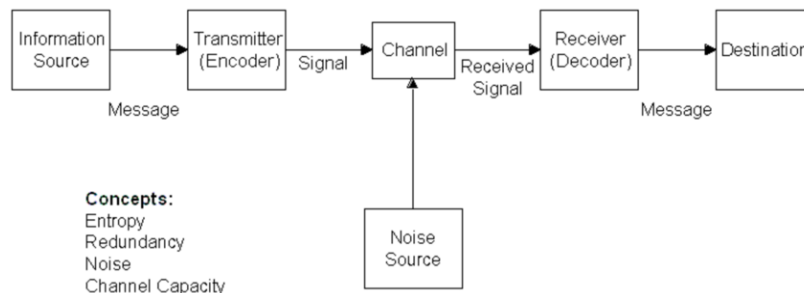 Information
Source
Transmitter
(Encoder)
Channel
Receiver
(Decoder)
Destination
Message
Signal
Received
Signal
Message
Noise
Source
Concepts:
Entropy
Redundancy
Noise
Channel Capacity